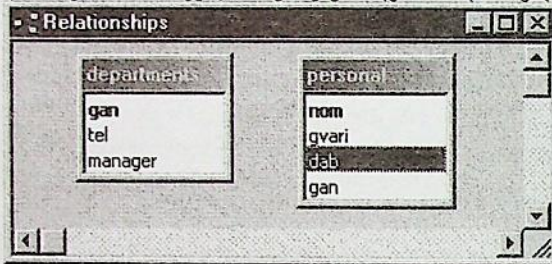 Relationships
departments
gan
tel
manager
personal
nom
gvari
dab
gan